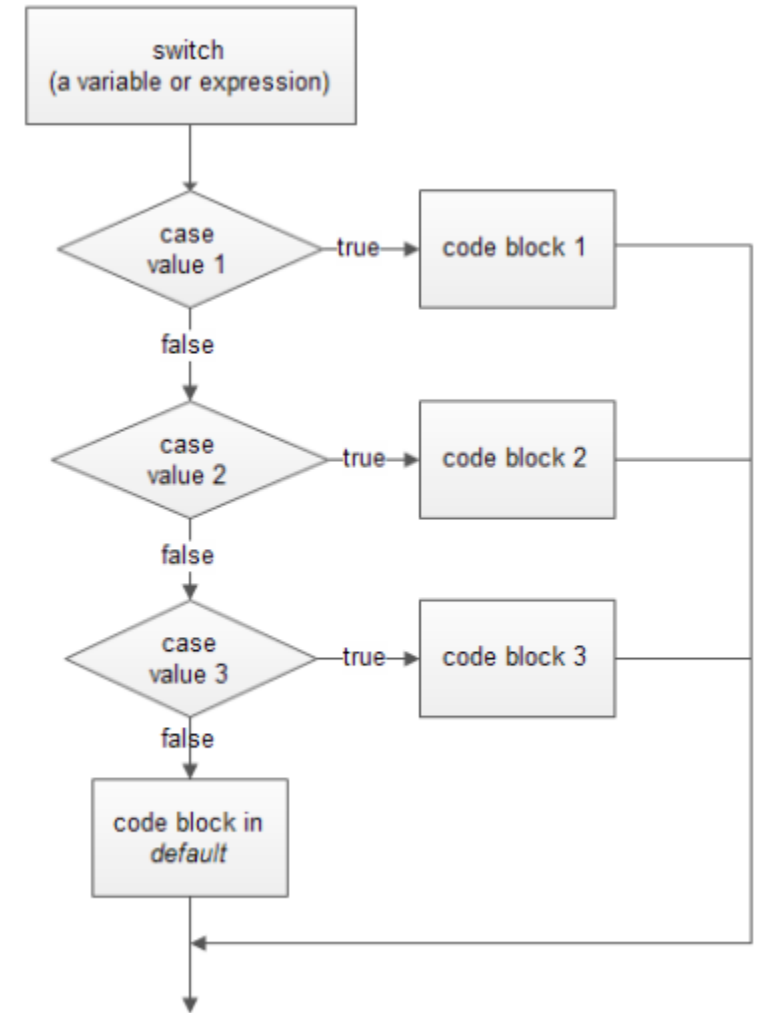 switch
(a variable or expression)
case
value 1
true
code block 1
false
case
value 2
true
code block 2
false
case
value 3
true
code block 3
false
code block in
default